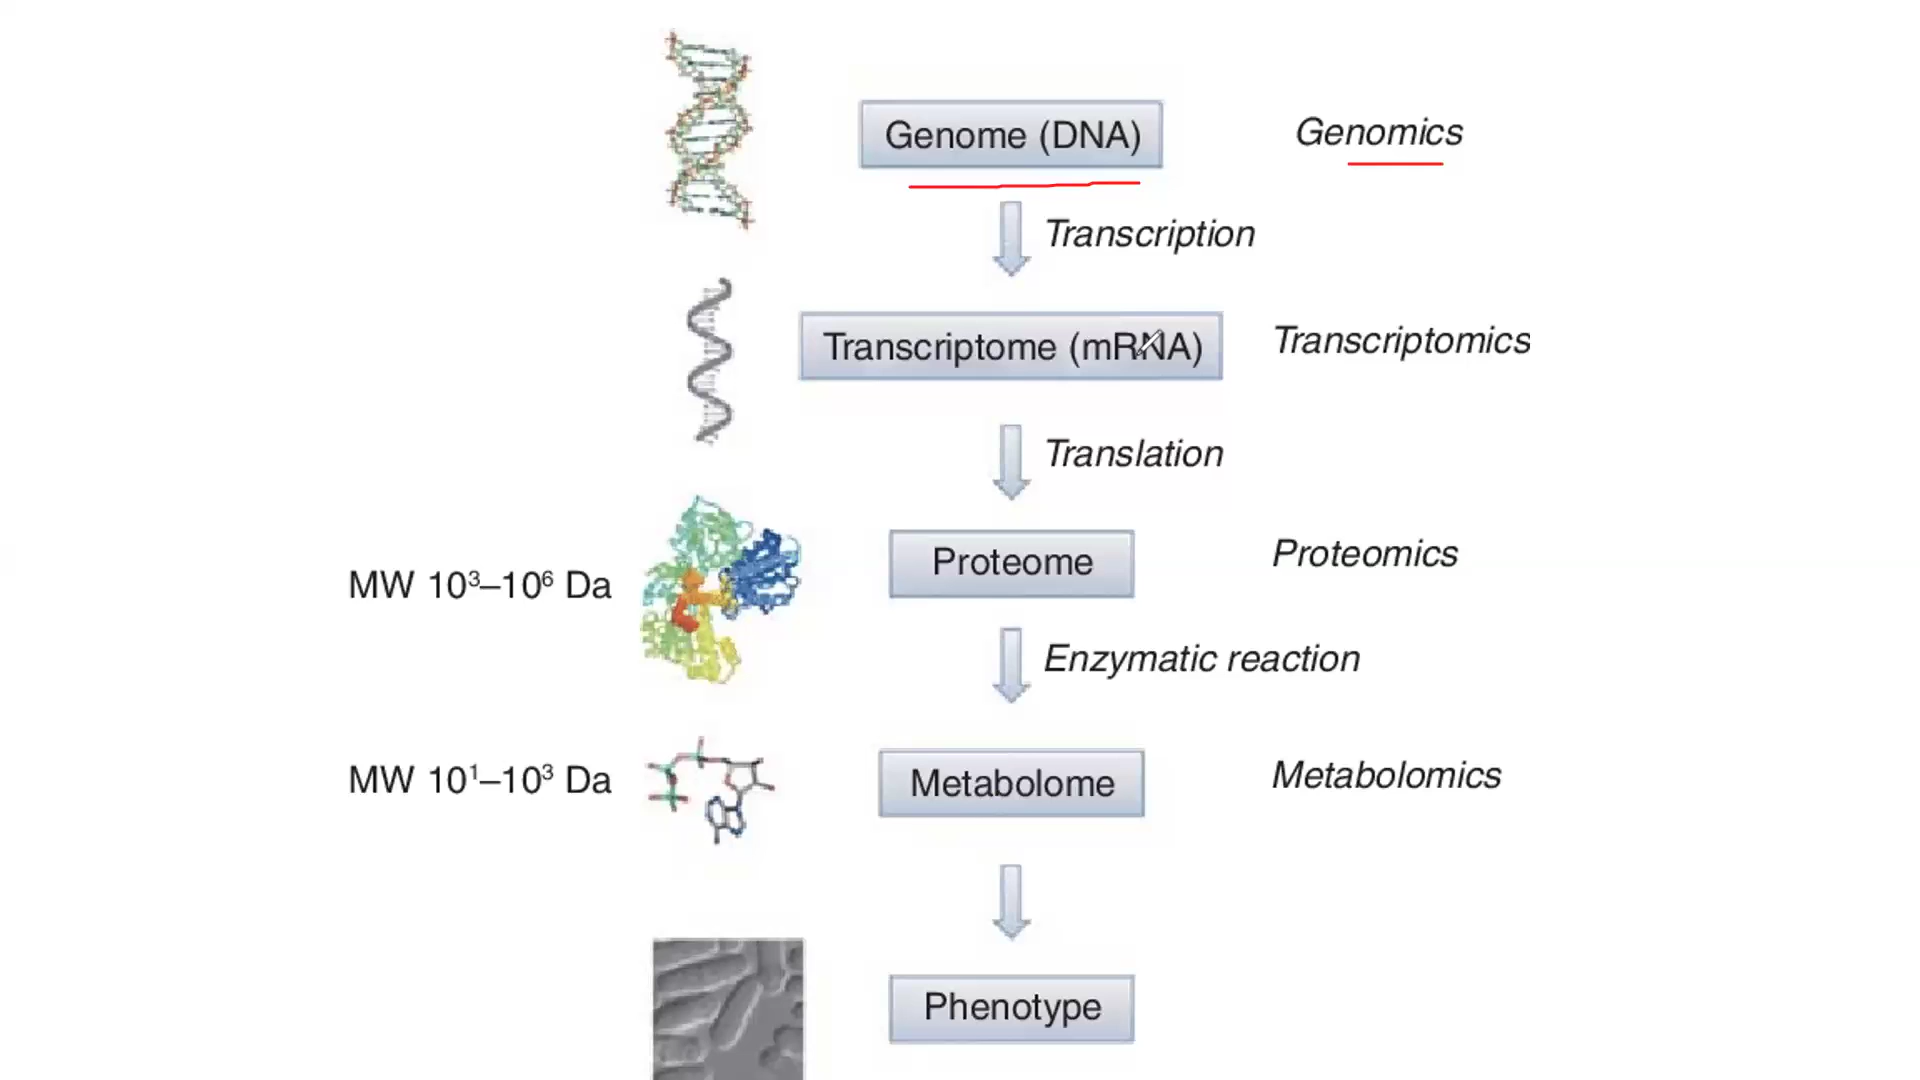 Genome (DNA)
Genomics
Transcription
Transcriptome (mRNA)
Transcriptomics
Translation
MW 10³–10⁶ Da
Proteome
Proteomics
Enzymatic reaction
MW 10¹–10³ Da
Metabolome
Metabolomics
Phenotype